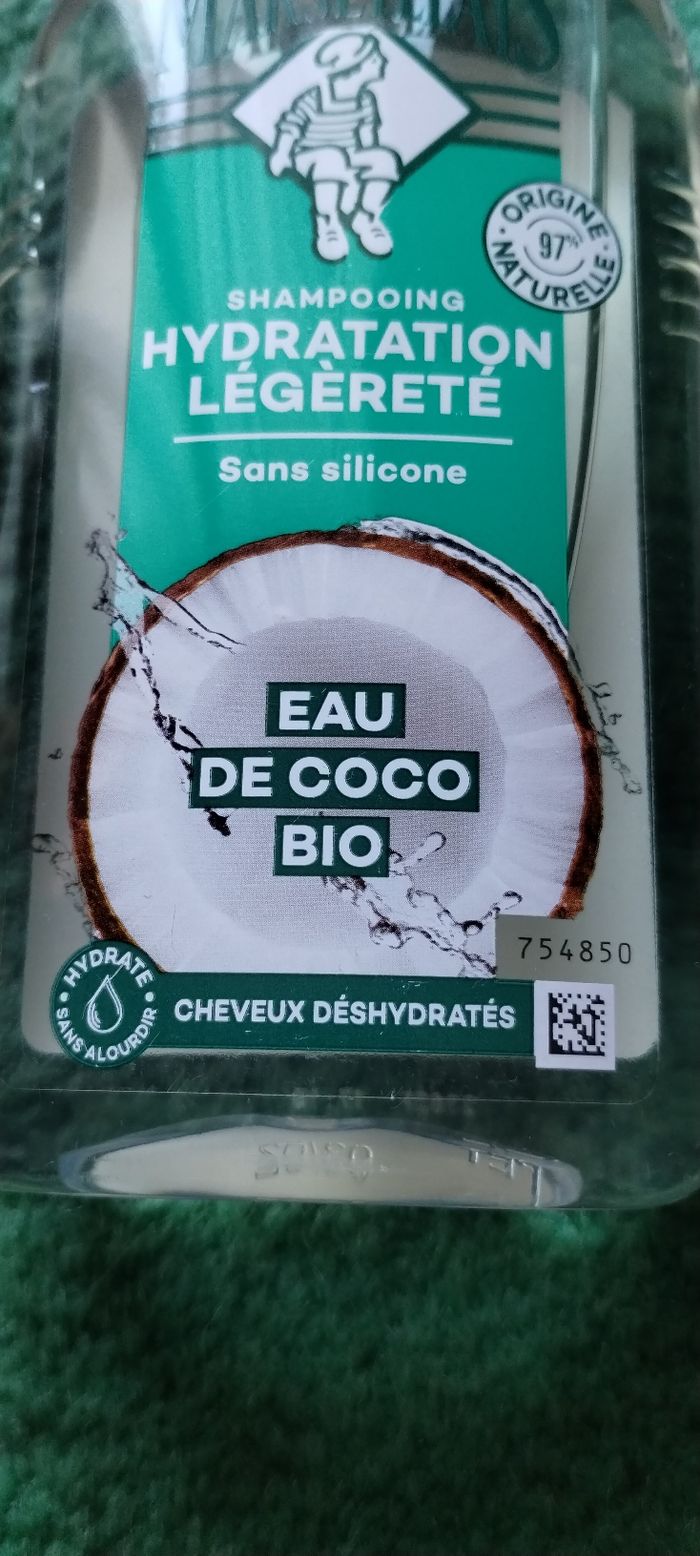 SHAMPOOING
HYDRATATION
LÉGÈRETÉ
Sans silicone
ORIGINE
97%
NATURELLE
EAU
DE COCO
BIO
754850
HYDRATE
SANS ALOURDIR
CHEVEUX DÉSHYDRATÉS